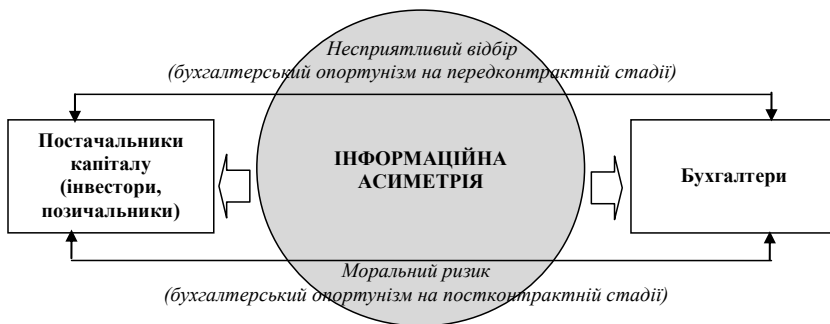 Несприятливий відбір
(бухгалтерський опортунізм на передконтрактній стадії)
Постачальники
капіталу
(інвестори,
позичальники)
ІНФОРМАЦІЙНА
АСИМЕТРІЯ
Бухгалтери
Моральний ризик
(бухгалтерський опортунізм на постконтрактній стадії)